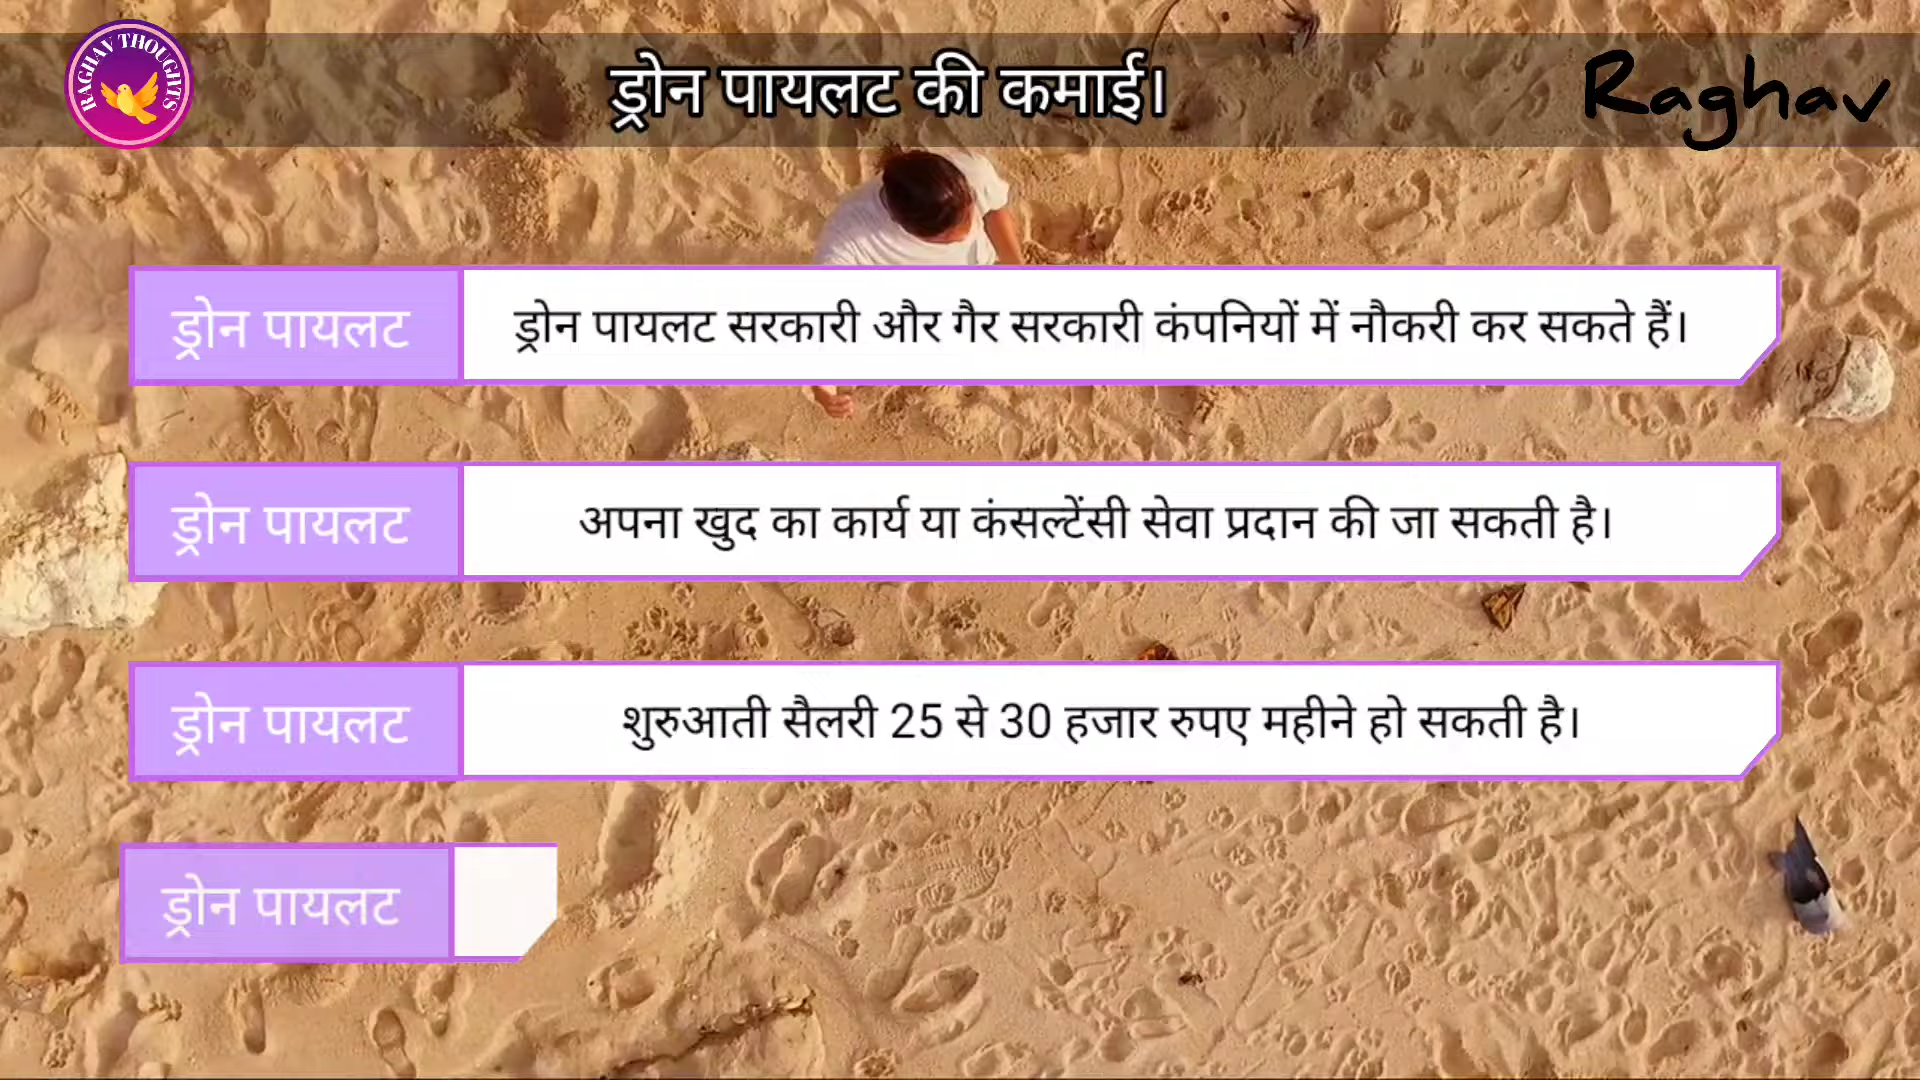 RAGHAV THOUGHTS
ड्रोन पायलट की कमाई।
Raghav
ड्रोन पायलट
ड्रोन पायलट सरकारी और गैर सरकारी कंपनियों में नौकरी कर सकते हैं।
ड्रोन पायलट
अपना खुद का कार्य या कंसल्टेंसी सेवा प्रदान की जा सकती है।
ड्रोन पायलट
शुरुआती सैलरी 25 से 30 हजार रुपए महीने हो सकती है।
ड्रोन पायलट